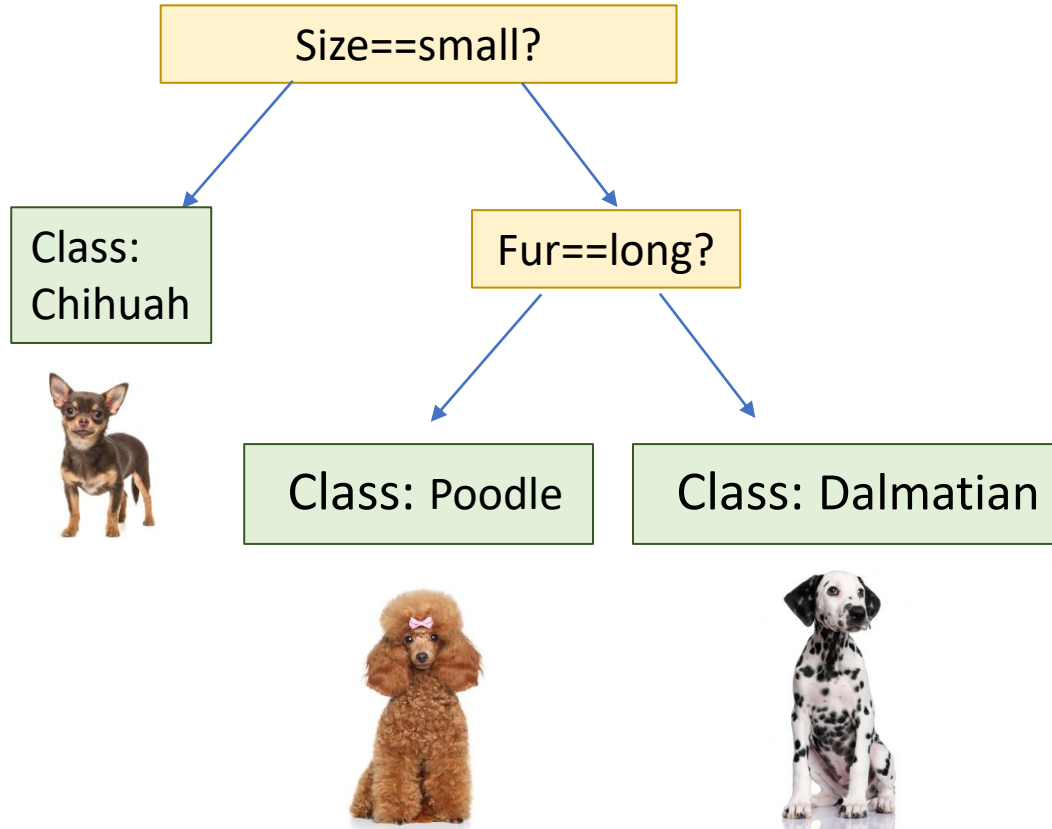 Size==small?
Class:
Chihuah
Fur==long?
Class: Poodle
Class: Dalmatian